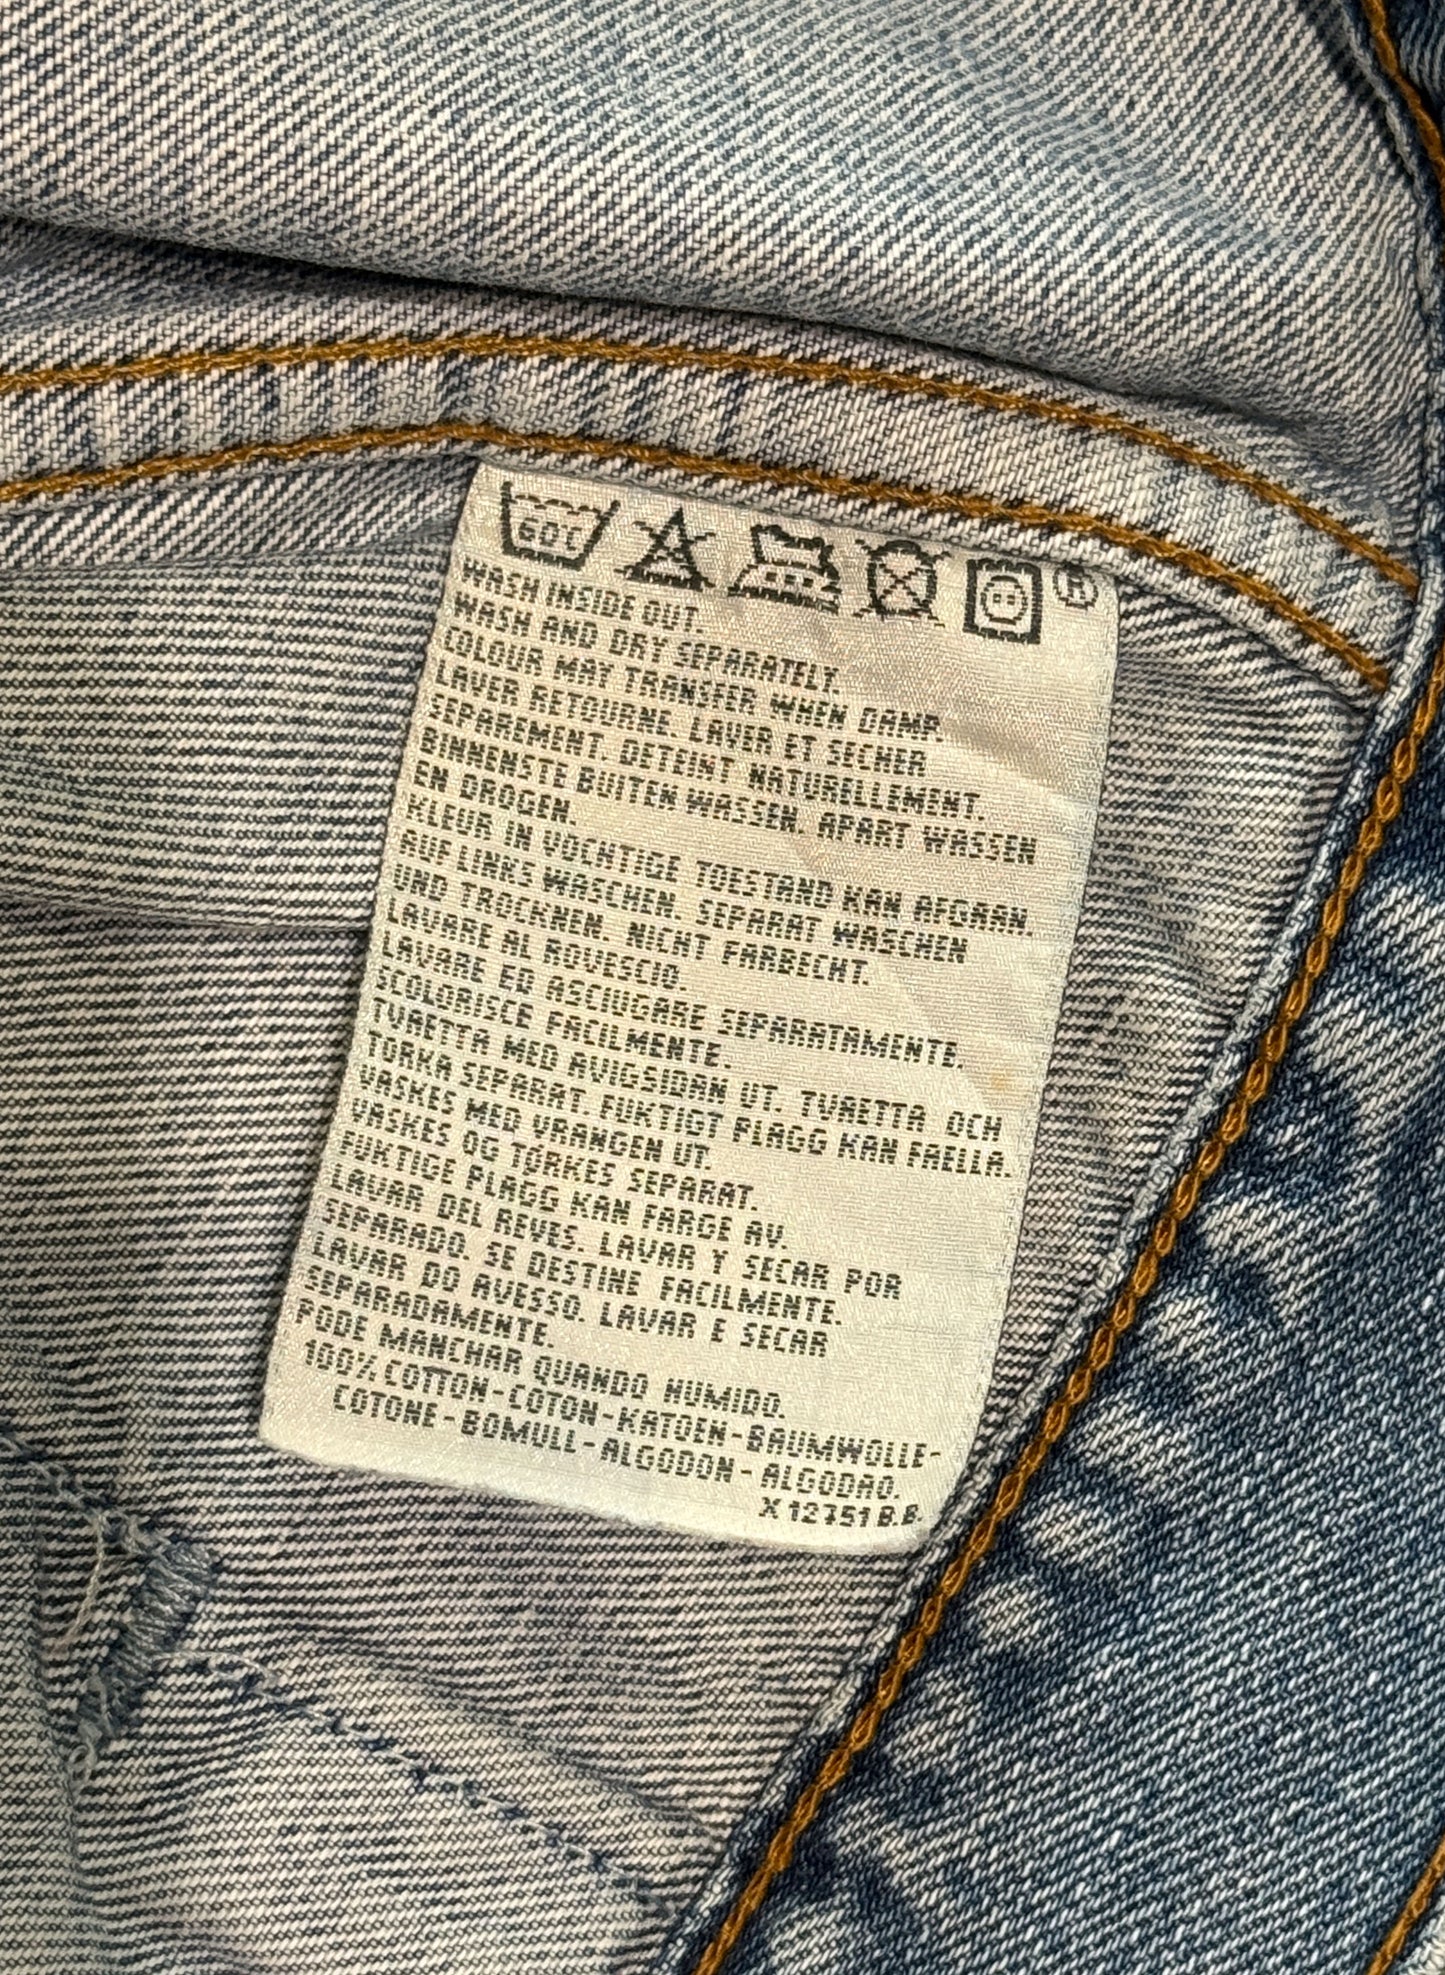 60C
®
WASH INSIDE OUT.
WASH AND DRY SEPARATELY.
COLOUR MAY TRANSFER WHEN DAMP.
LAVER RETOURNE. LAVER ET SECHER
SEPAREMENT. DETEINT NATURELLEMENT.
BINNENSTE BUITEN WASSEN. APART WASSEN
EN DROGEN.
KLEUR IN VOCHTIGE TOESTAND KAN AFGAAN.
AUF LINKS WASCHEN. SEPARAT WASCHEN
UND TROCKNEN. NICHT FARBECHT.
LAVARE AL ROVESCIO.
LAVARE ED ASCIUGARE SEPARATAMENTE.
SCOLORISCE FACILMENTE.
TVAETTA MED AVIGSIDAN UT. TVAETTA OCH
TORKA SEPARAT. FUKTIGT PLAGG KAN FAELLA.
VASKES MED VRANGEN UT.
VASKES OG TORKES SEPARAT.
FUKTIGE PLAGG KAN FARGE AV.
LAVAR DEL REVES. LAVAR Y SECAR POR
SEPARADO. SE DESTINE FACILMENTE.
LAVAR DO AVESSO. LAVAR E SECAR
SEPARADAMENTE.
PODE MANCHAR QUANDO HUMIDO.
100% COTTON-COTON-KATOEN-BAUMWOLLE-
COTONE-BOMULL-ALGODON-ALGODAO.
X 12751 B.B.